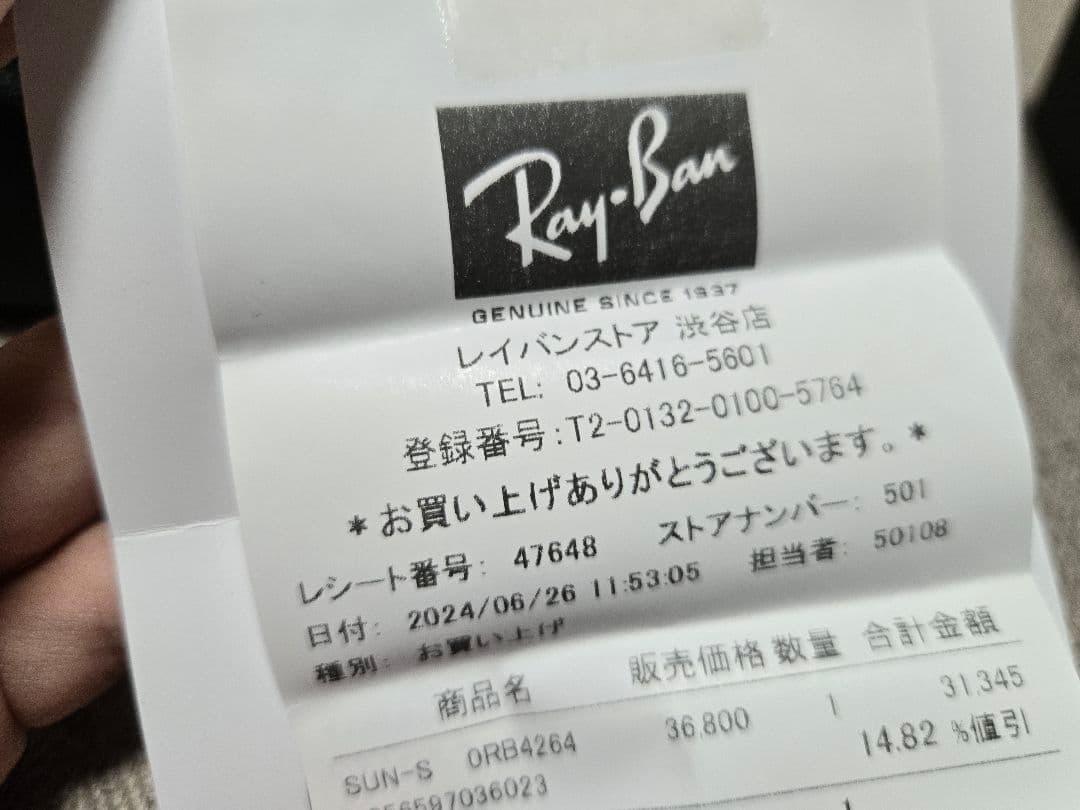 Ray-Ban
GENUINE SINCE 1937
レイバンストア 渋谷店
TEL: 03-6416-5601
登録番号:T2-0132-0100-5764
*お買い上げありがとうございます。*
レシート番号: 47648 ストアナンバー: 501
日付: 2024/06/26 11:53:05 担当者: 50108
種別: お買い上げ
商品名 販売価格 数量 合計金額
SUN-S 0RB4264 36,800 1 31,345
14.82 %値引